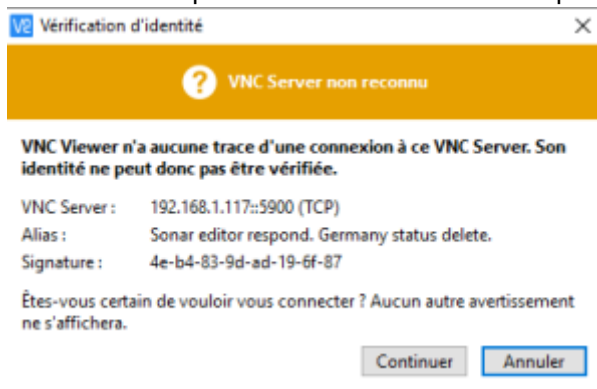 Vérification d'identité
VNC Server non reconnu
VNC Viewer n'a aucune trace d'une connexion à ce VNC Server. Son
identité ne peut donc pas être vérifiée.
VNC Server : 192.168.1.117::5900 (TCP)
Alias : Sonar editor respond. Germany status delete.
Signature : 4e-b4-83-9d-ad-19-6f-87
Êtes-vous certain de vouloir vous connecter ? Aucun autre avertissement
ne s'affichera.
Continuer Annuler